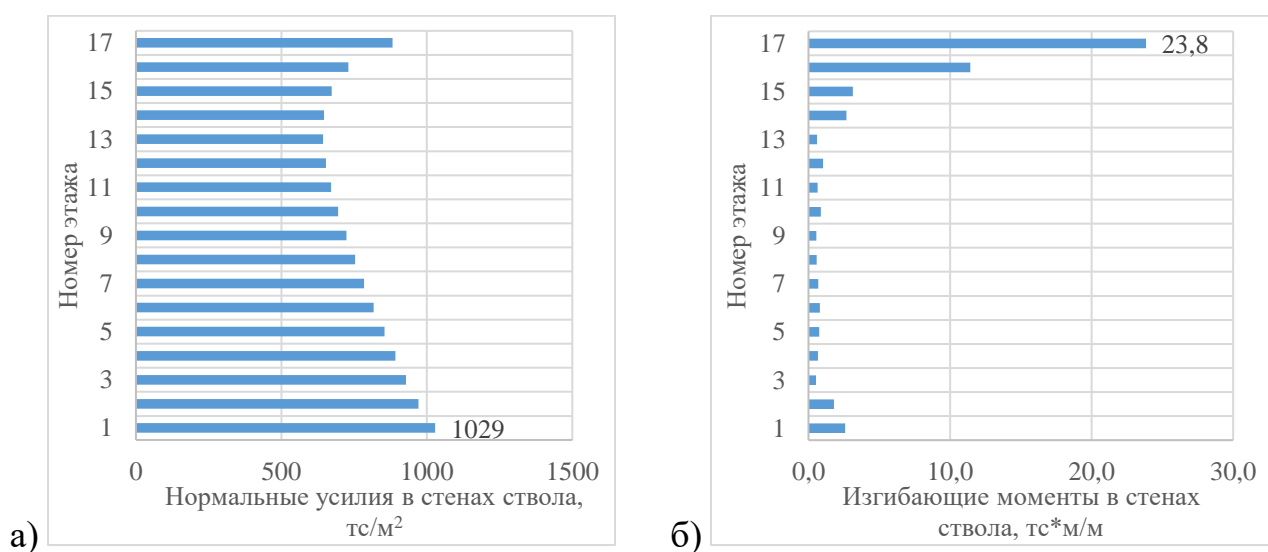 17
15
13
11
9
7
5
3
1
Номер этажа
1029
0 500 1000 1500
Нормальные усилия в стенах ствола,
тс/м²
а)
17
15
13
11
9
7
5
3
1
Номер этажа
23,8
0,0 10,0 20,0 30,0
Изгибающие моменты в стенах
ствола, тс*м/м
б)